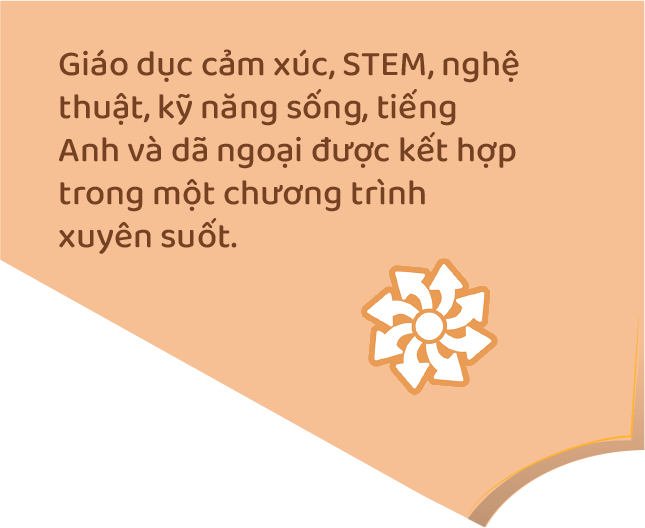 Giáo dục cảm xúc, STEM, nghệ
thuật, kỹ năng sống, tiếng
Anh và dã ngoại được kết hợp
trong một chương trình
xuyên suốt.